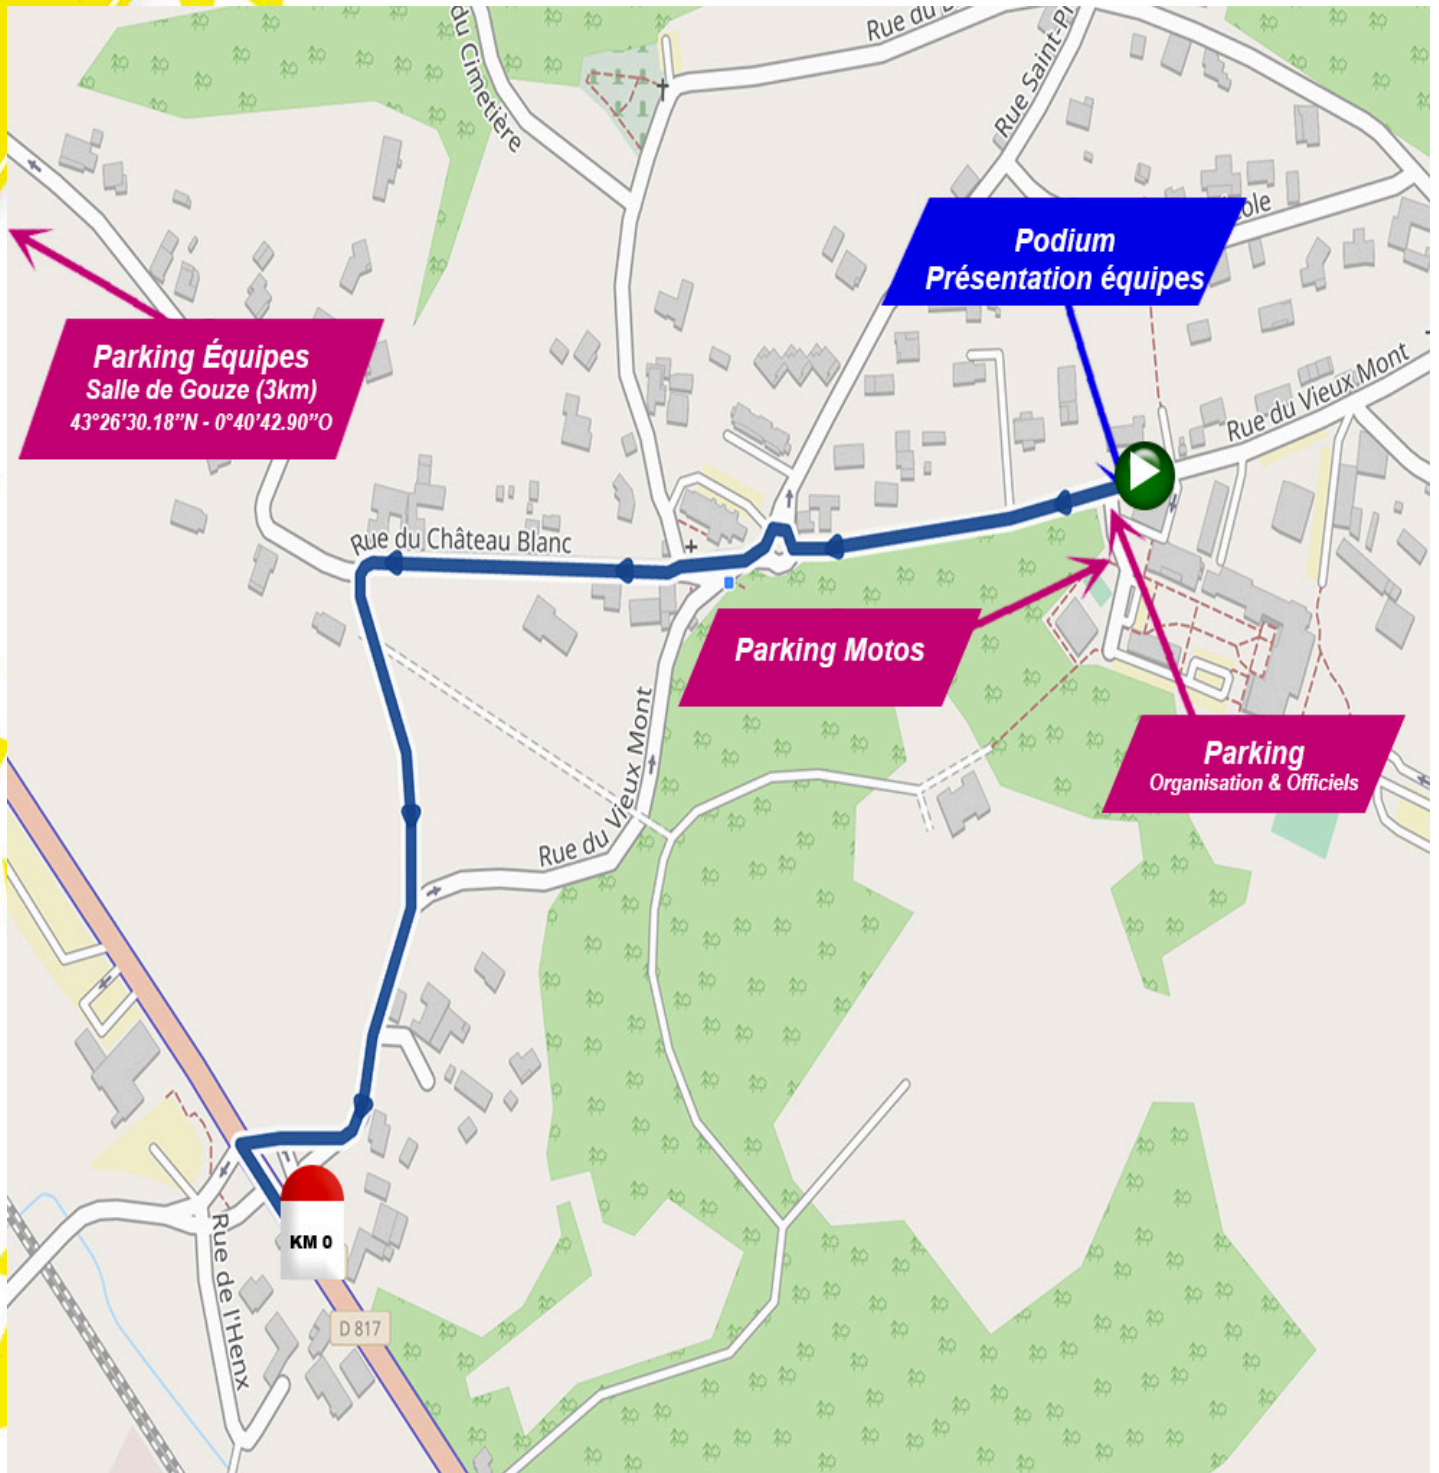 du Cimetière
Rue du
Rue Saint-Pi
Podium
Présentation équipes
Parking Équipes
Salle de Gouze (3km)
43°26'30.18"N - 0°40'42.90"O
Rue du Vieux Mont
Rue du Château Blanc
Parking Motos
Rue du Vieux Mont
Parking
Organisation & Officiels
KM 0
Rue de l'Henx
D 817